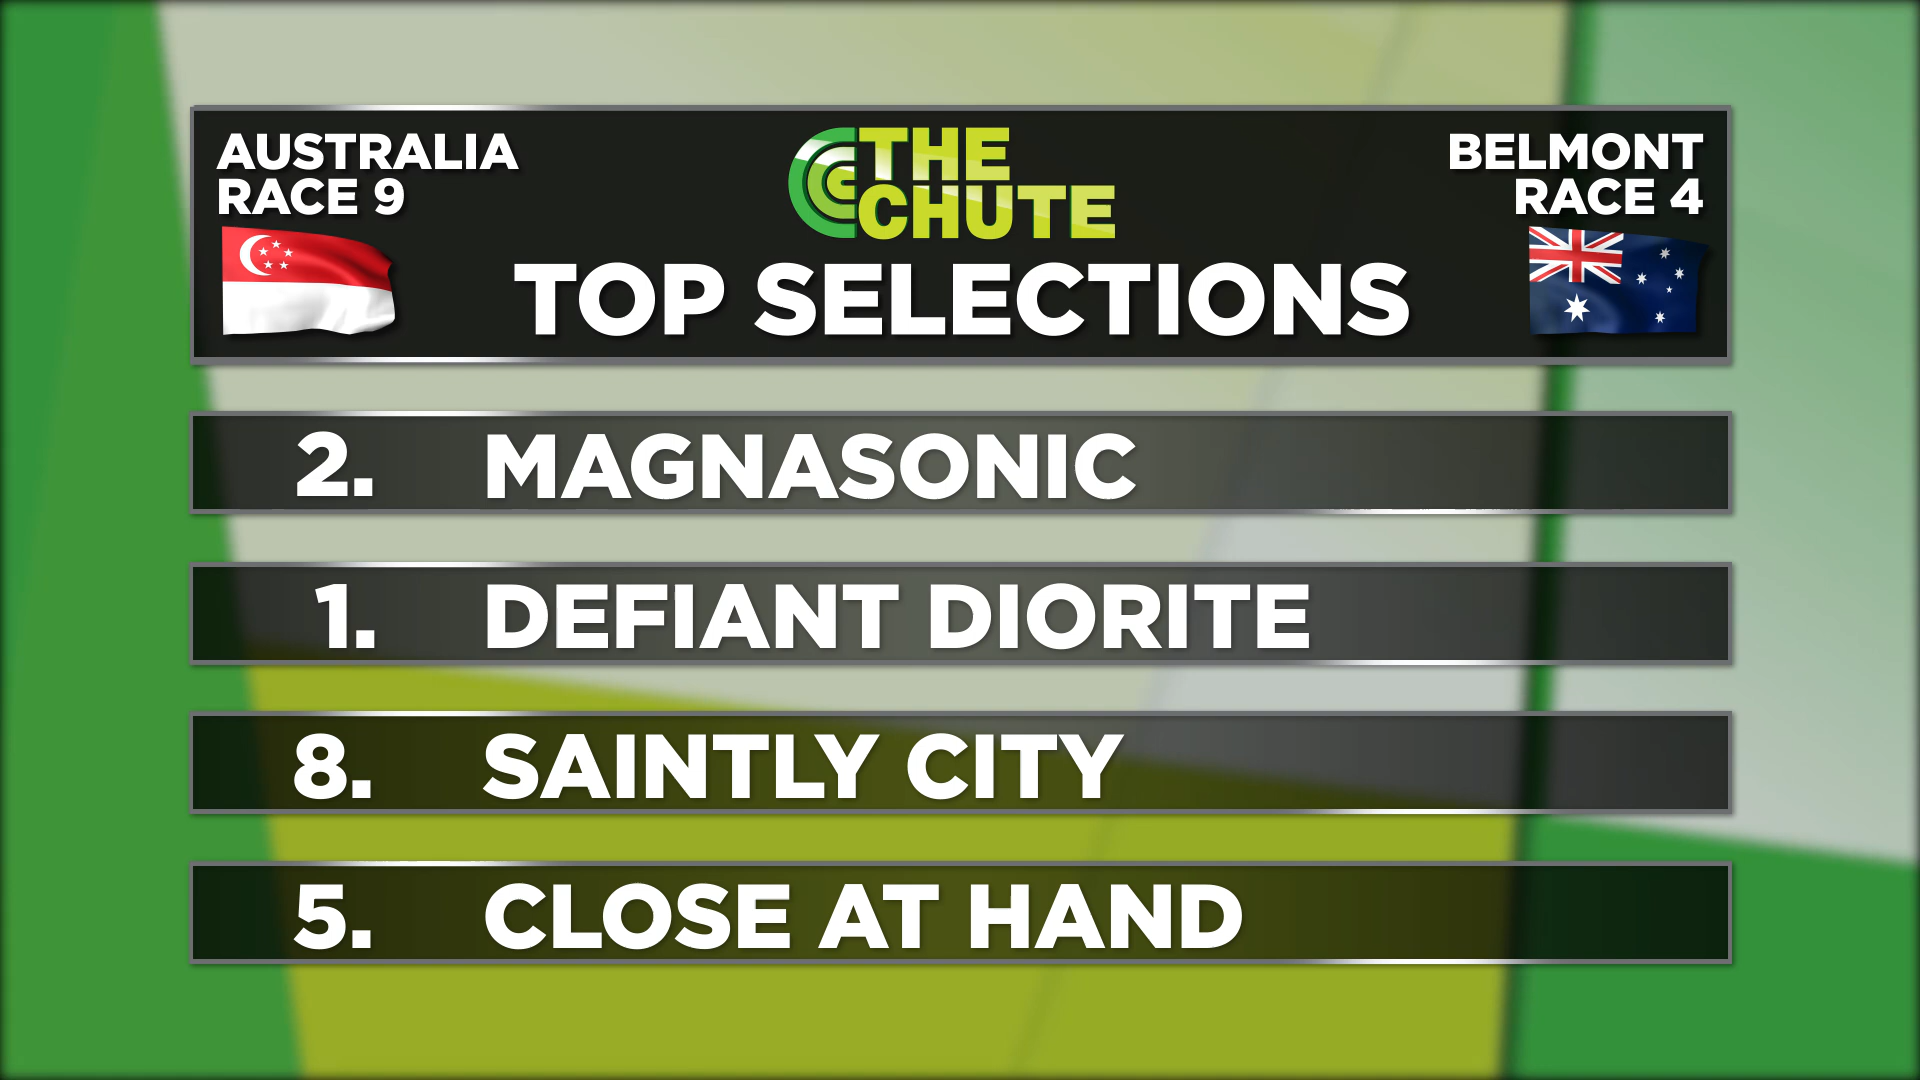 AUSTRALIA
RACE 9
THE
CHUTE
BELMONT
RACE 4
TOP SELECTIONS
2. MAGNASONIC
1. DEFIANT DIORITE
8. SAINTLY CITY
5. CLOSE AT HAND